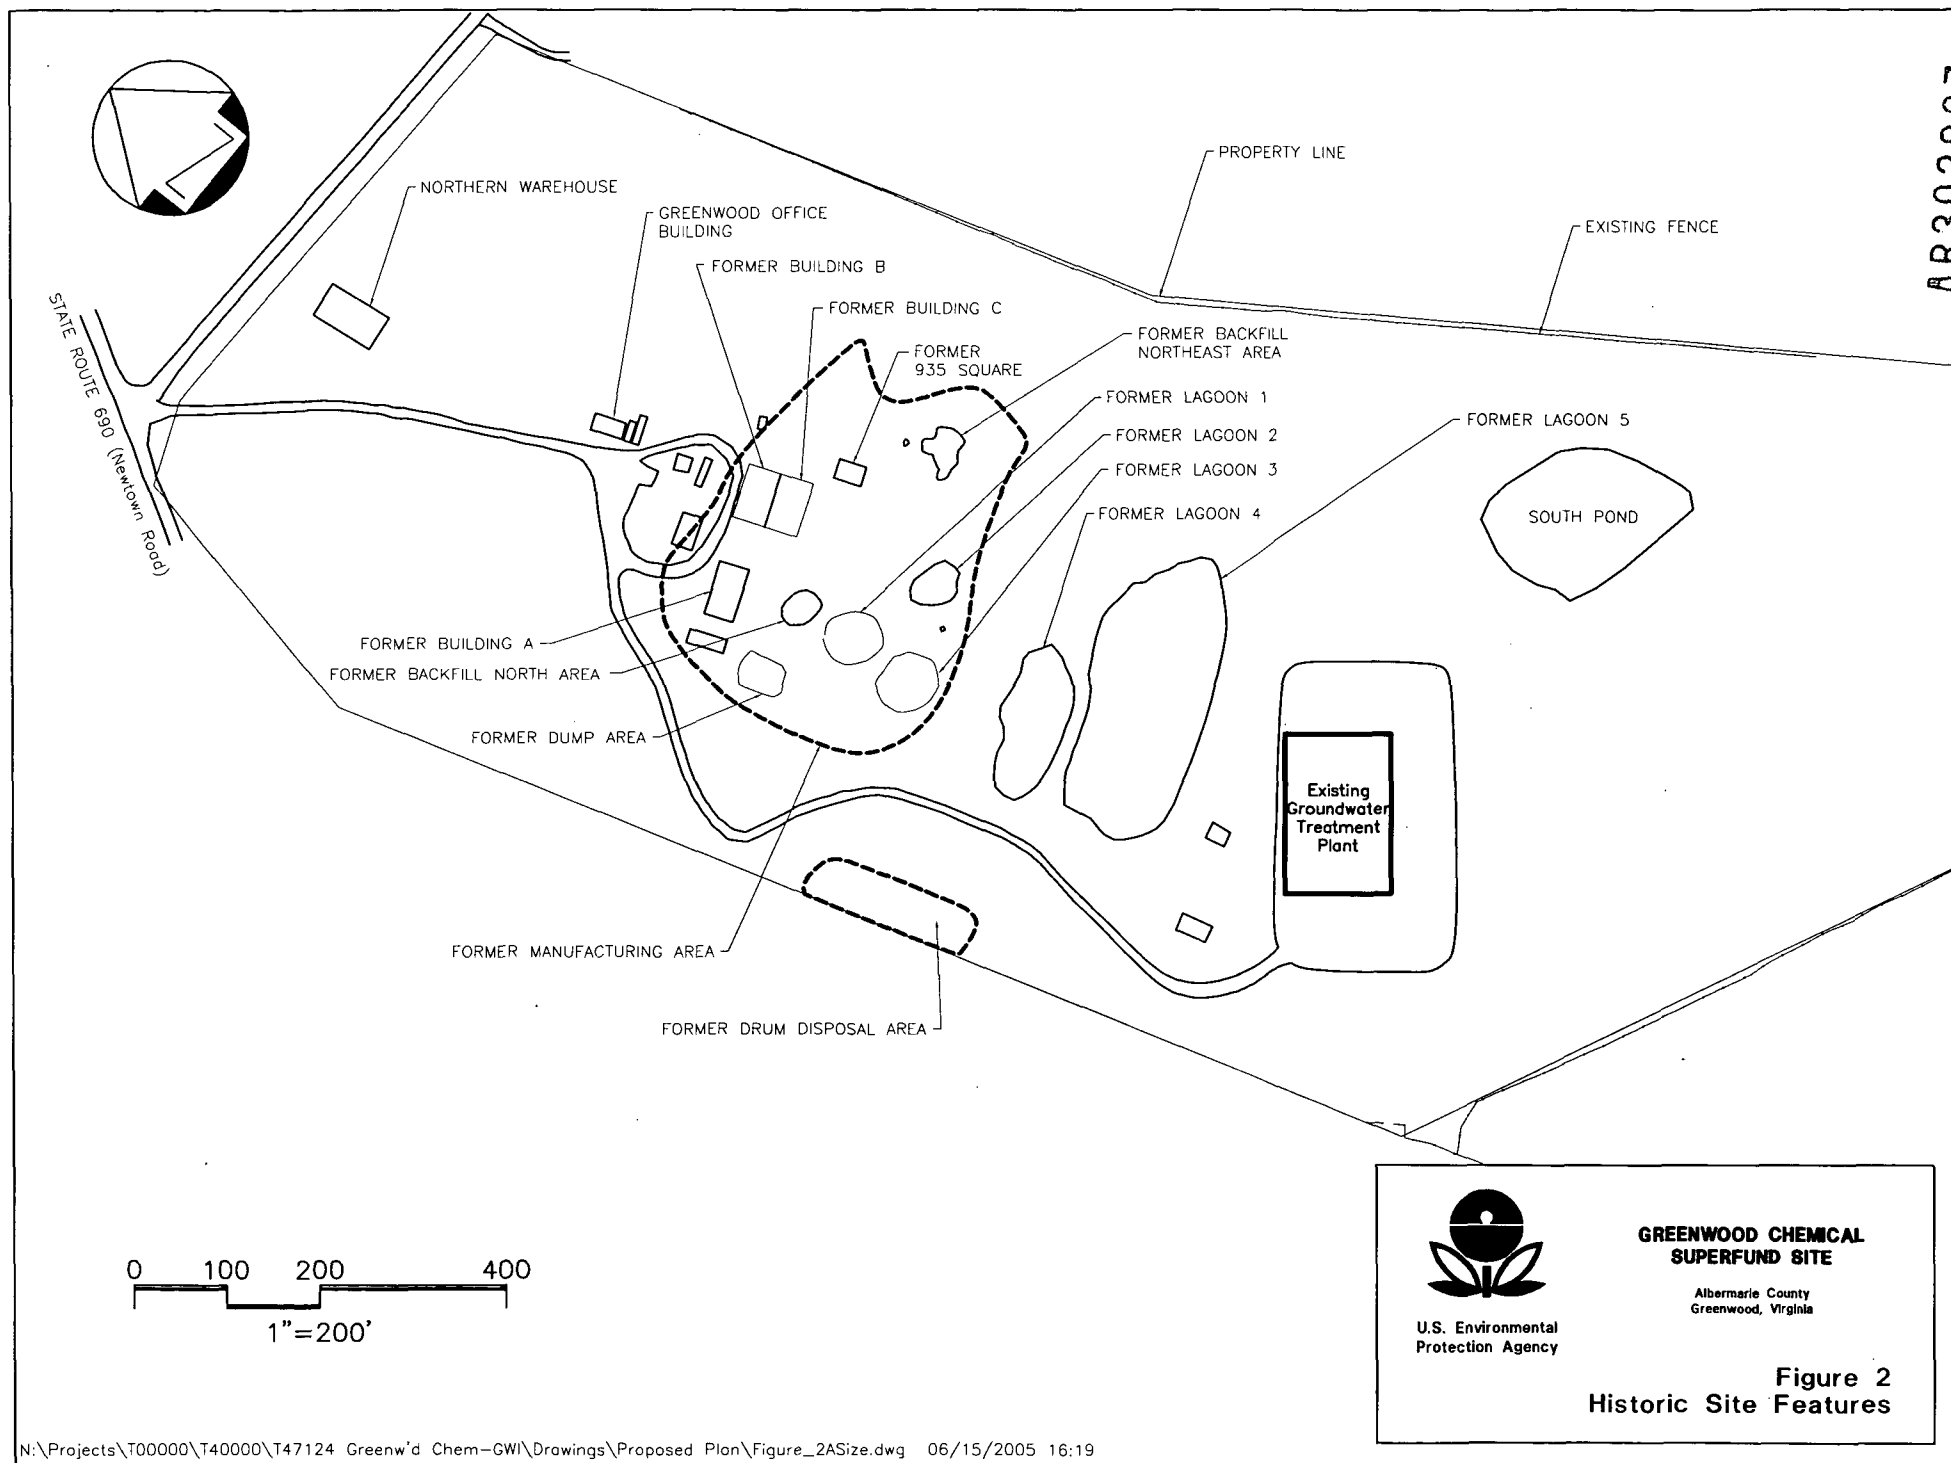 PROPERTY LINE
NORTHERN WAREHOUSE
GREENWOOD OFFICE
BUILDING
EXISTING FENCE
FORMER BUILDING B
FORMER BUILDING C
STATE ROUTE 690 (Newtown Road)
FORMER BACKFILL
NORTHEAST AREA
FORMER
935 SQUARE
FORMER LAGOON 1
FORMER LAGOON 5
FORMER LAGOON 2
FORMER LAGOON 3
FORMER LAGOON 4
SOUTH POND
FORMER BUILDING A
FORMER BACKFILL NORTH AREA
FORMER DUMP AREA
Existing
Groundwater
Treatment
Plant
FORMER MANUFACTURING AREA
FORMER DRUM DISPOSAL AREA
0 100 200 400
1"=200'
GREENWOOD CHEMICAL
SUPERFUND SITE
Albermarle County
Greenwood, Virginia
U.S. Environmental
Protection Agency
Figure 2
Historic Site Features
N:\Projects\T00000\T40000\T47124 Greenw'd Chem-GWI\Drawings\Proposed Plan\Figure_2ASize.dwg 06/15/2005 16:19